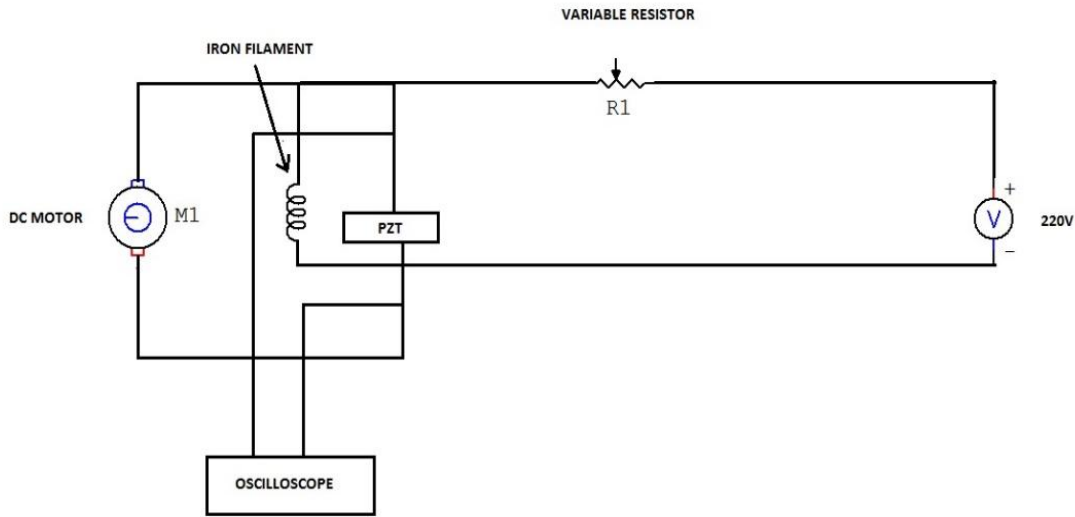 VARIABLE RESISTOR
IRON FILAMENT
R1
DC MOTOR
M1
PZT
+
V
-
220V
OSCILLOSCOPE